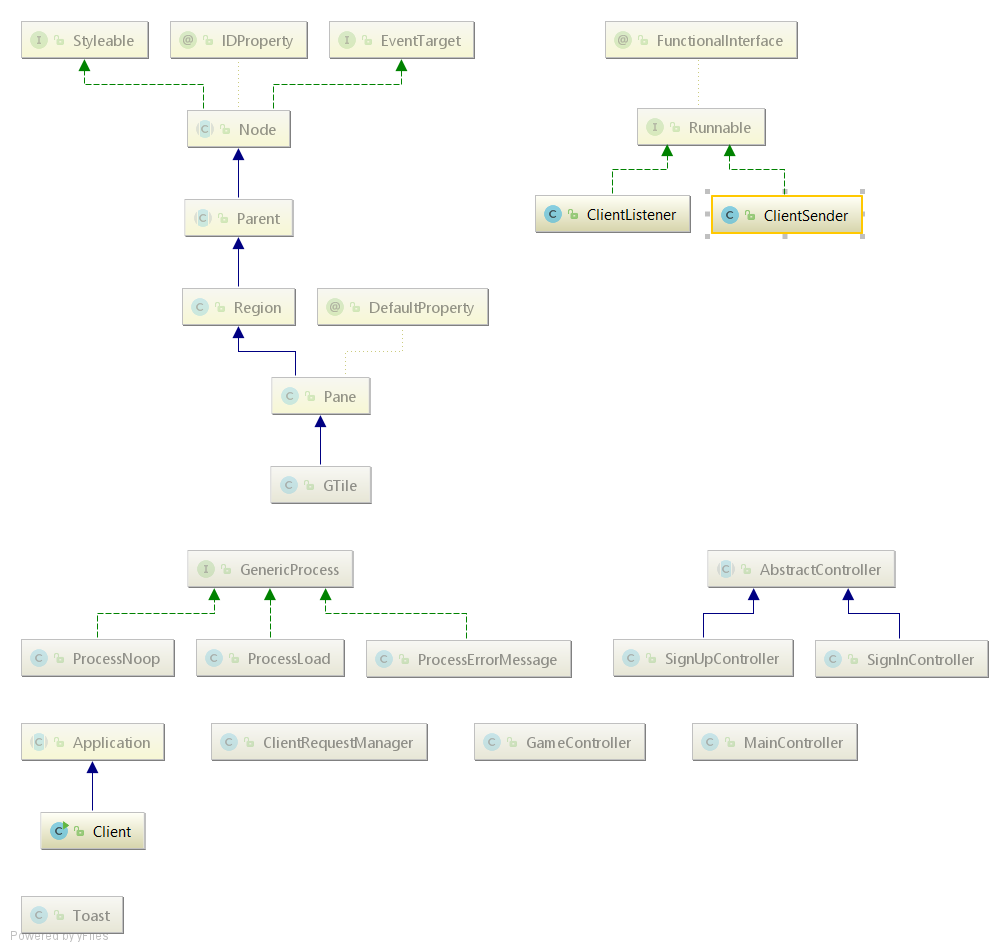 Styleable
IDProperty
EventTarget
FunctionalInterface
Node
Runnable
Parent
ClientListener
ClientSender
Region
DefaultProperty
Pane
GTile
GenericProcess
AbstractController
ProcessNoop
ProcessLoad
ProcessErrorMessage
SignUpController
SignInController
Application
ClientRequestManager
GameController
MainController
Client
Toast
Powered by yFiles